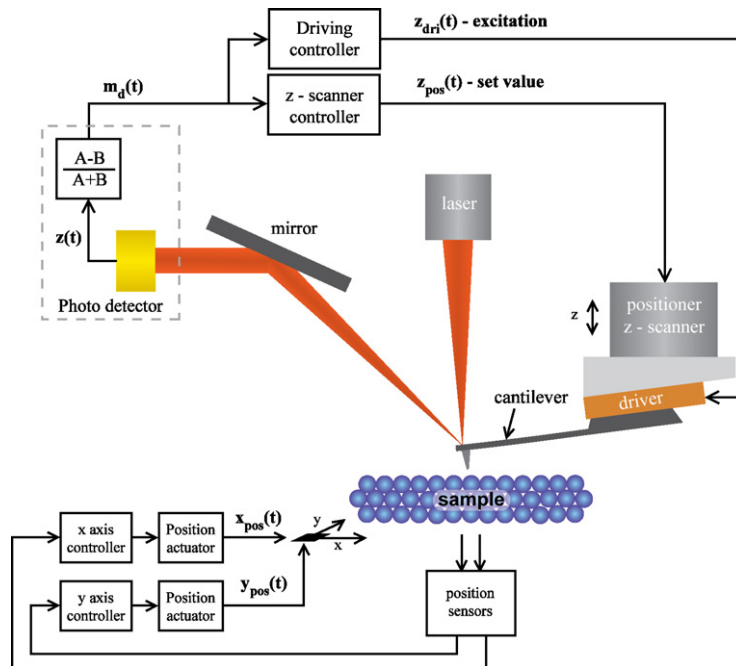 z_dri(t) - excitation
Driving
controller
m_d(t)
z_pos(t) - set value
z - scanner
controller
A-B
A+B
z(t)
Photo detector
mirror
laser
positioner
z - scanner
z
driver
cantilever
sample
x axis
controller
Position
actuator
x_pos(t)
y
x
y axis
controller
Position
actuator
y_pos(t)
position
sensors